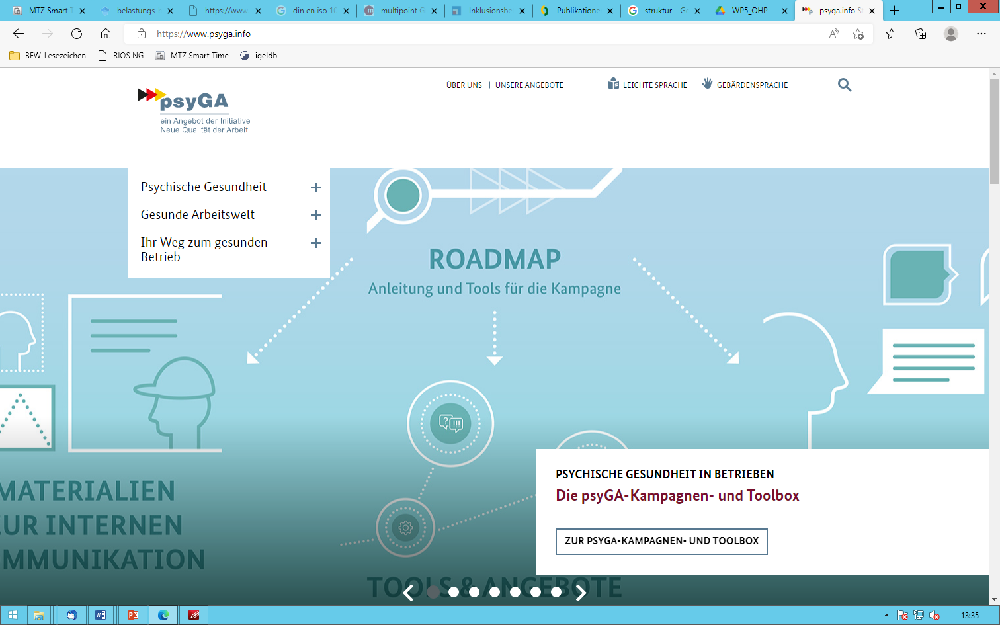 MTZ Smart T
belastungs-b
https://www
din en iso 10
multipoint G
Inklusionsbe
Publikatione
struktur – Go
WP5_OHP –
psyga.info St
https://www.psyga.info
BFW-Lesezeichen
RIOS NG
MTZ Smart Time
igeldb
psyGA
ein Angebot der Initiative
Neue Qualität der Arbeit
ÜBER UNS | UNSERE ANGEBOTE
LEICHTE SPRACHE
GEBÄRDENSPRACHE
Psychische Gesundheit
Gesunde Arbeitswelt
Ihr Weg zum gesunden
Betrieb
ROADMAP
Anleitung und Tools für die Kampagne
MATERIALIEN
ZUR INTERNEN
MMUNIKATION
PSYCHISCHE GESUNDHEIT IN BETRIEBEN
Die psyGA-Kampagnen- und Toolbox
ZUR PSYGA-KAMPAGNEN- UND TOOLBOX
TOOLS & ANGEBOTE
13:35